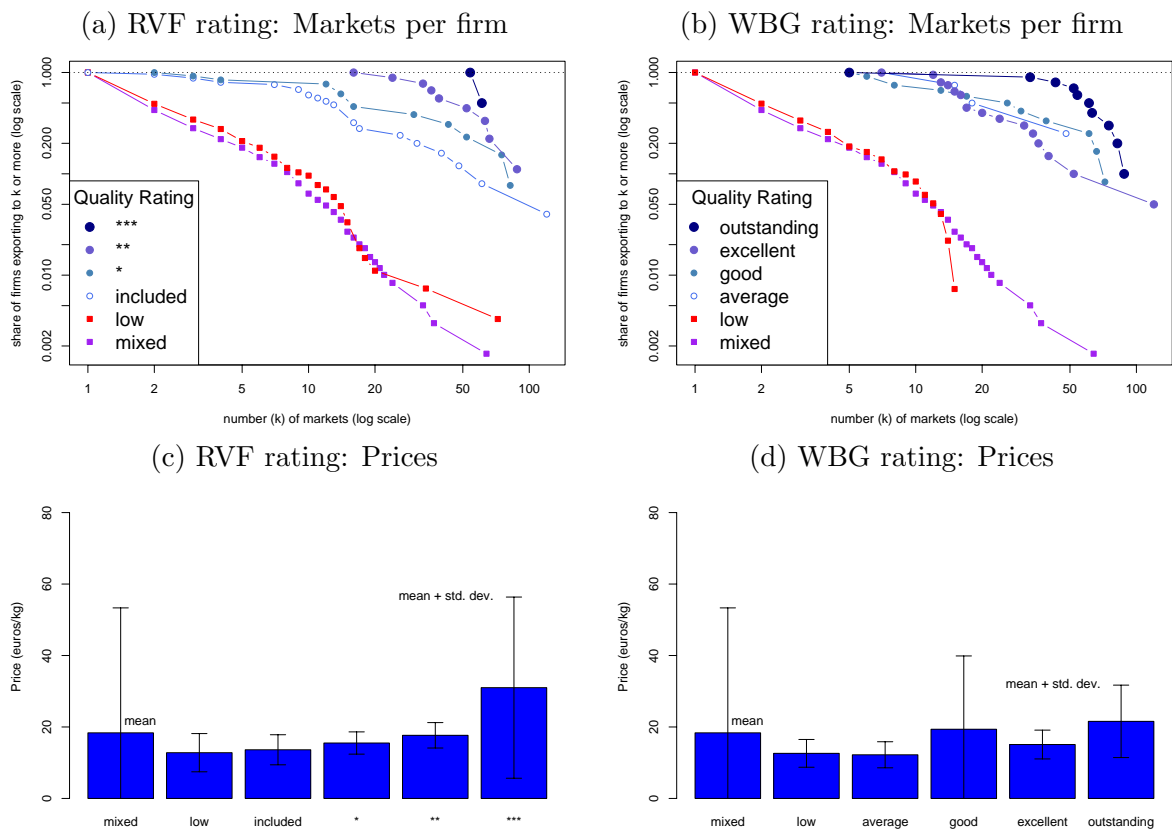 (a) RVF rating: Markets per firm
share of firms exporting to k or more (log scale)
1.000
0.200
0.050
0.010
0.002
Quality Rating
***
**
*
included
low
mixed
1 2 5 10 20 50 100
number (k) of markets (log scale)
(b) WBG rating: Markets per firm
share of firms exporting to k or more (log scale)
1.000
0.200
0.050
0.010
0.002
Quality Rating
outstanding
excellent
good
average
low
mixed
1 2 5 10 20 50 100
number (k) of markets (log scale)
(c) RVF rating: Prices
Price (euros/kg)
80
60
40
20
0
mean + std. dev.
mean
mixed low included * ** ***
(d) WBG rating: Prices
Price (euros/kg)
80
60
40
20
0
mean + std. dev.
mean
mixed low average good excellent outstanding